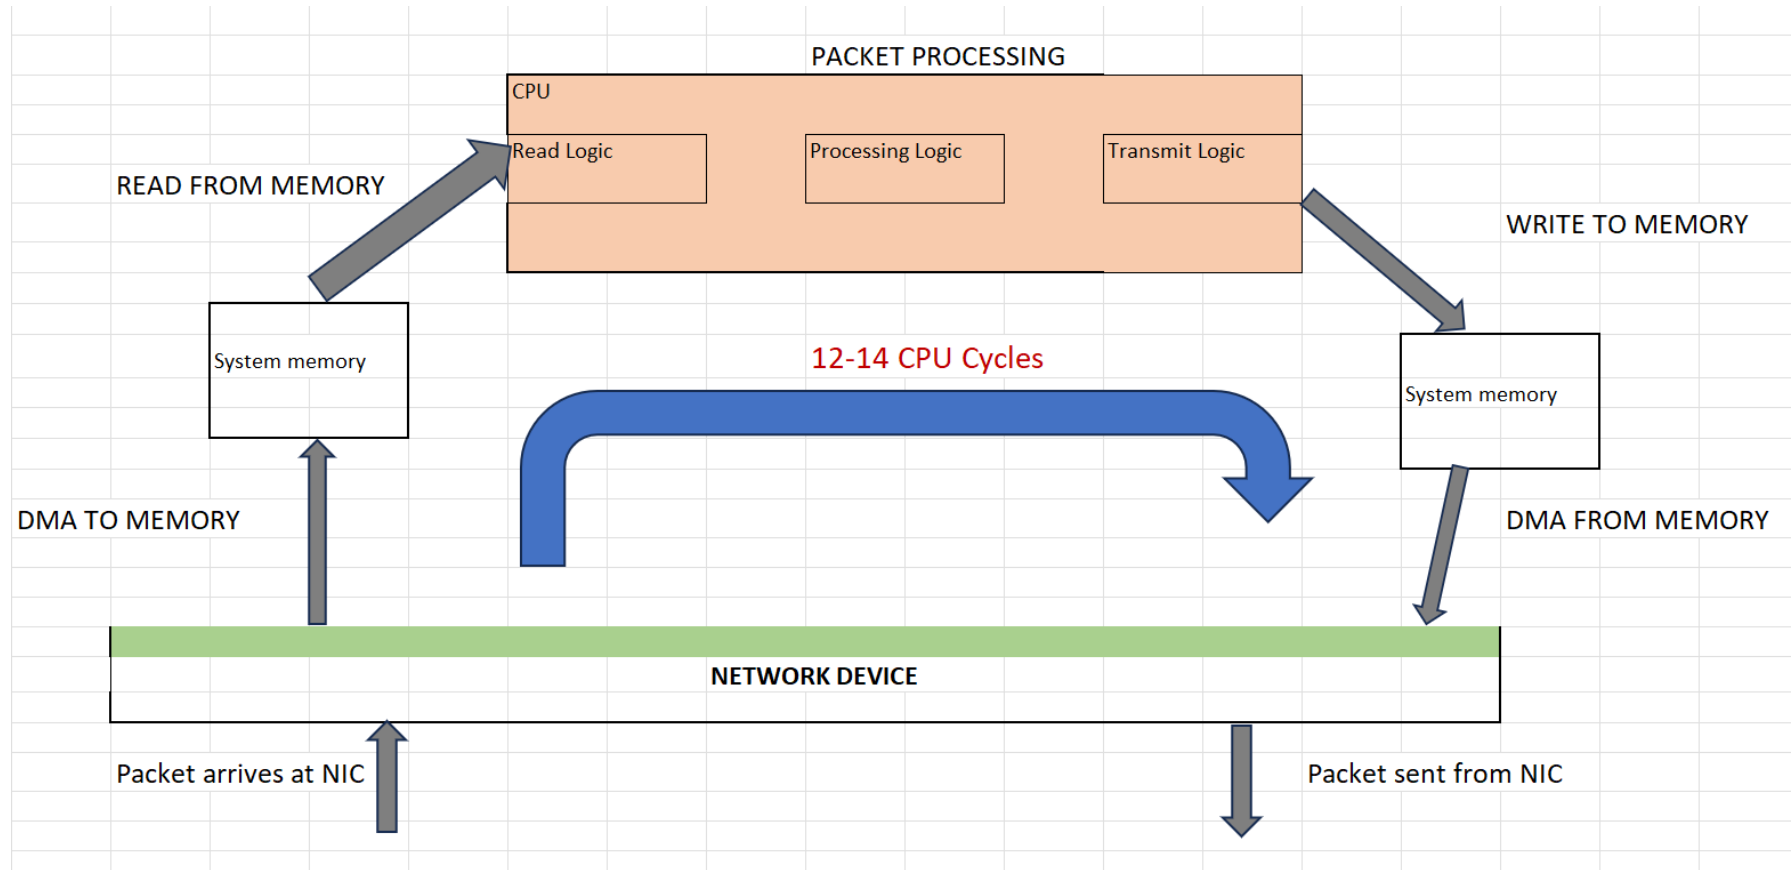 PACKET PROCESSING
CPU
Read Logic
Processing Logic
Transmit Logic
READ FROM MEMORY
WRITE TO MEMORY
System memory
12-14 CPU Cycles
System memory
DMA TO MEMORY
DMA FROM MEMORY
NETWORK DEVICE
Packet arrives at NIC
Packet sent from NIC